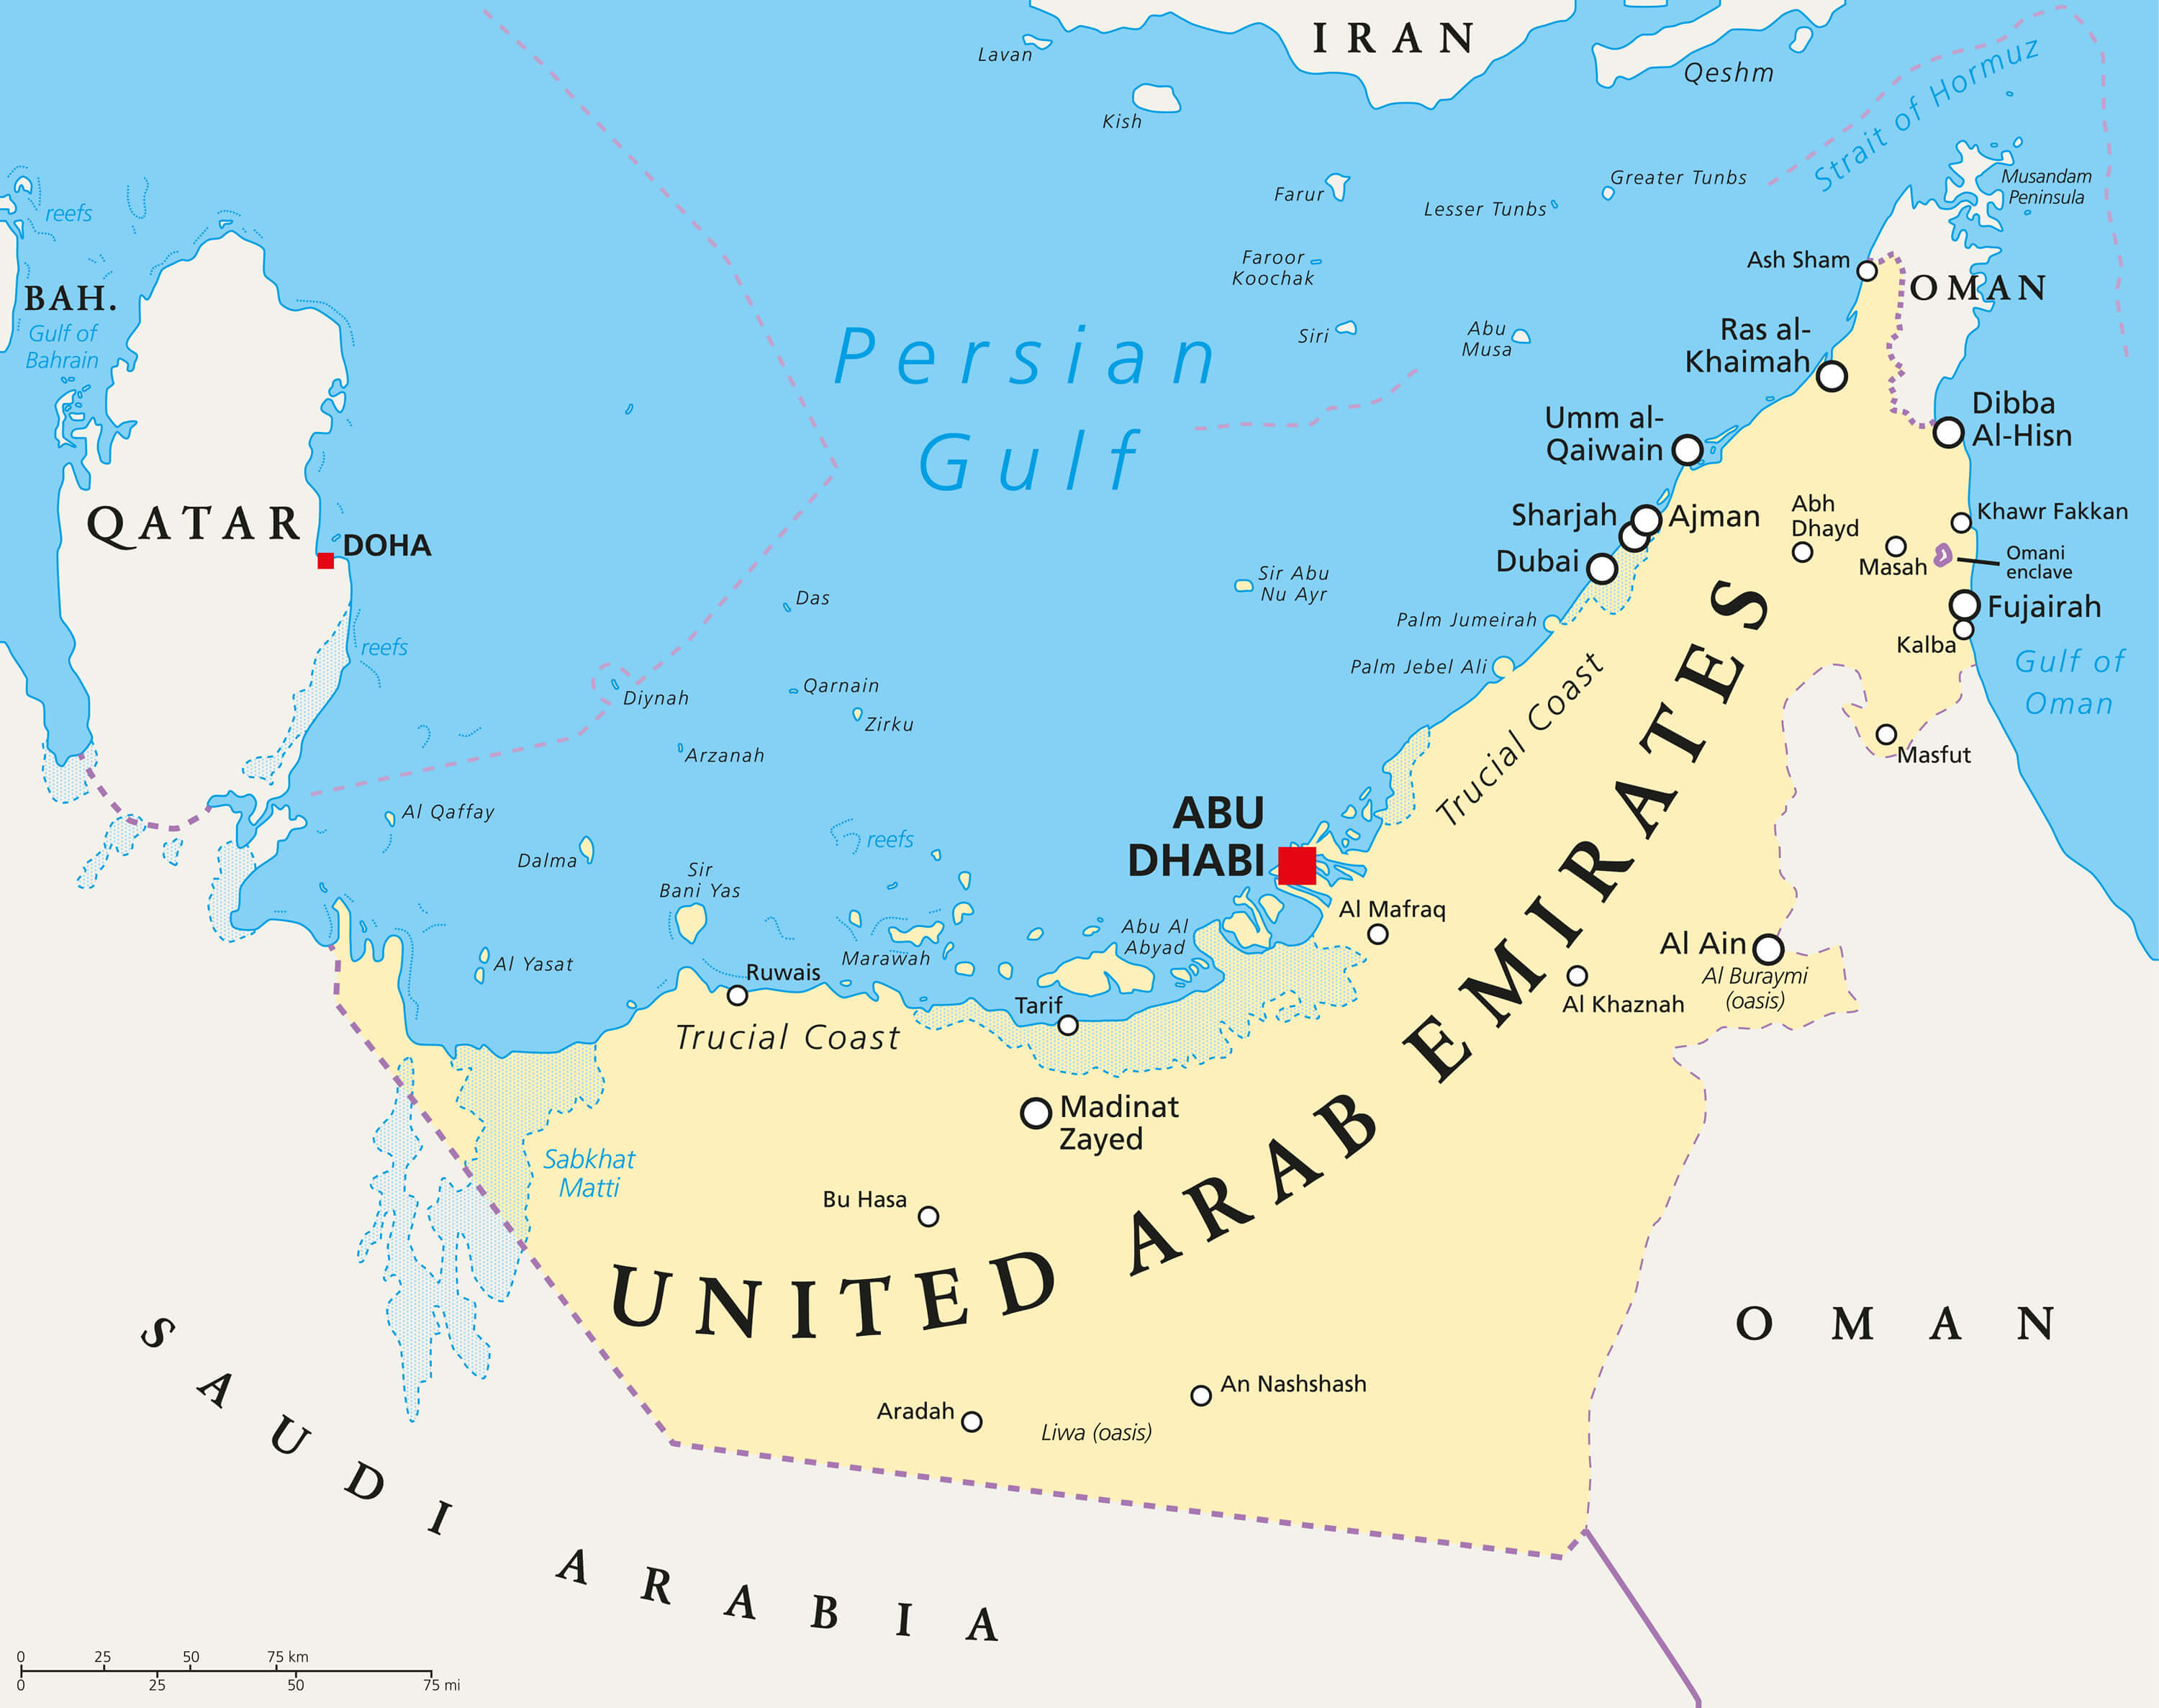 IRAN
Lavan
Qeshm
Kish
Strait of Hormuz
Musandam
Peninsula
Greater Tunbs
Farur
Lesser Tunbs
reefs
Faroor
Koochak
Ash Sham
OMAN
BAH.
Gulf of
Bahrain
Siri
Abu
Musa
Ras al-
Khaimah
Persian
Gulf
Umm al-
Qaiwain
Dibba
Al-Hisn
QATAR
DOHA
Sharjah
Ajman
Abh
Dhayd
Khawr Fakkan
Dubai
Masah
Omani
enclave
Sir Abu
Nu Ayr
Das
Fujairah
Palm Jumeirah
Kalba
reefs
Palm Jebel Ali
Gulf of
Oman
Diynah
Qarnain
Zirku
Trucial Coast
Masfut
Arzanah
Al Qaffay
ABU
DHABI
Dalma
reefs
Sir
Bani Yas
Al Mafraq
Abu Al
Abyad
Al Ain
Al Yasat
Marawah
Ruwais
Al Buraymi
(oasis)
Al Khaznah
Tarif
Trucial Coast
Madinat
Zayed
Sabkhat
Matti
Bu Hasa
UNITED ARAB EMIRATES
OMAN
An Nashshash
Aradah
Liwa (oasis)
SAUDI ARABIA
0 25 50 75 km
0 25 50 75 mi